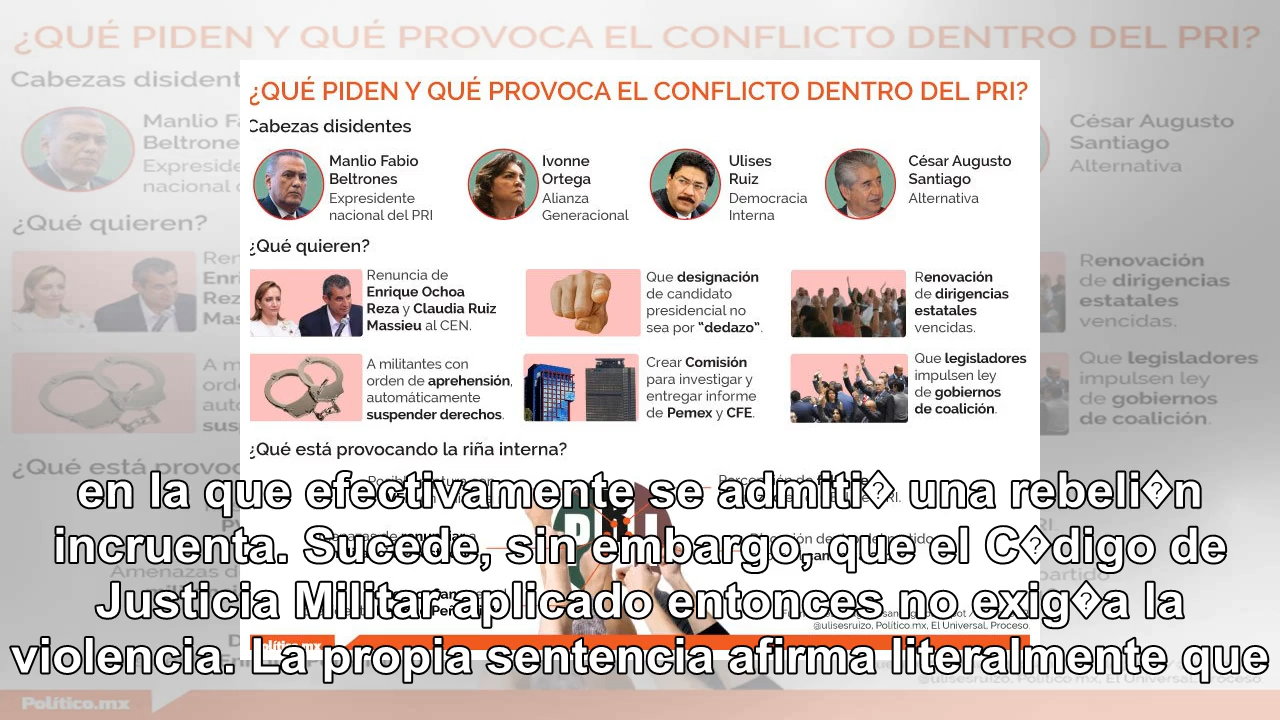 ¿QUÉ PIDEN Y QUÉ PROVOCA EL CONFLICTO DENTRO DEL PRI?
Cabezas disidentes
Manlio Fabio
Beltrones
Expresidente
nacional del PRI
Ivonne
Ortega
Alianza
Generacional
Ulises
Ruiz
Democracia
Interna
César Augusto
Santiago
Alternativa
¿Qué quieren?
Renuncia de
Enrique Ochoa
Reza y Claudia Ruiz
Massieu al CEN.
Que designación
de candidato
presidencial no
sea por “dedazo”.
Renovación
de dirigencias
estatales
vencidas.
A militantes con
orden de aprehensión,
automáticamente
suspender derechos.
Crear Comisión
para investigar y
entregar informe
de Pemex y CFE.
Que legisladores
impulsen ley
de gobiernos
de coalición.
¿Qué está provocando la riña interna?
en la que efectivamente se admiti� una rebeli�n
incruenta. Sucede, sin embargo, que el C�digo de
Justicia Militar aplicado entonces no exig�a la
violencia. La propia sentencia afirma literalmente que
@ulisesruizo, Político.mx, El Universal, Proceso.
Político.mx